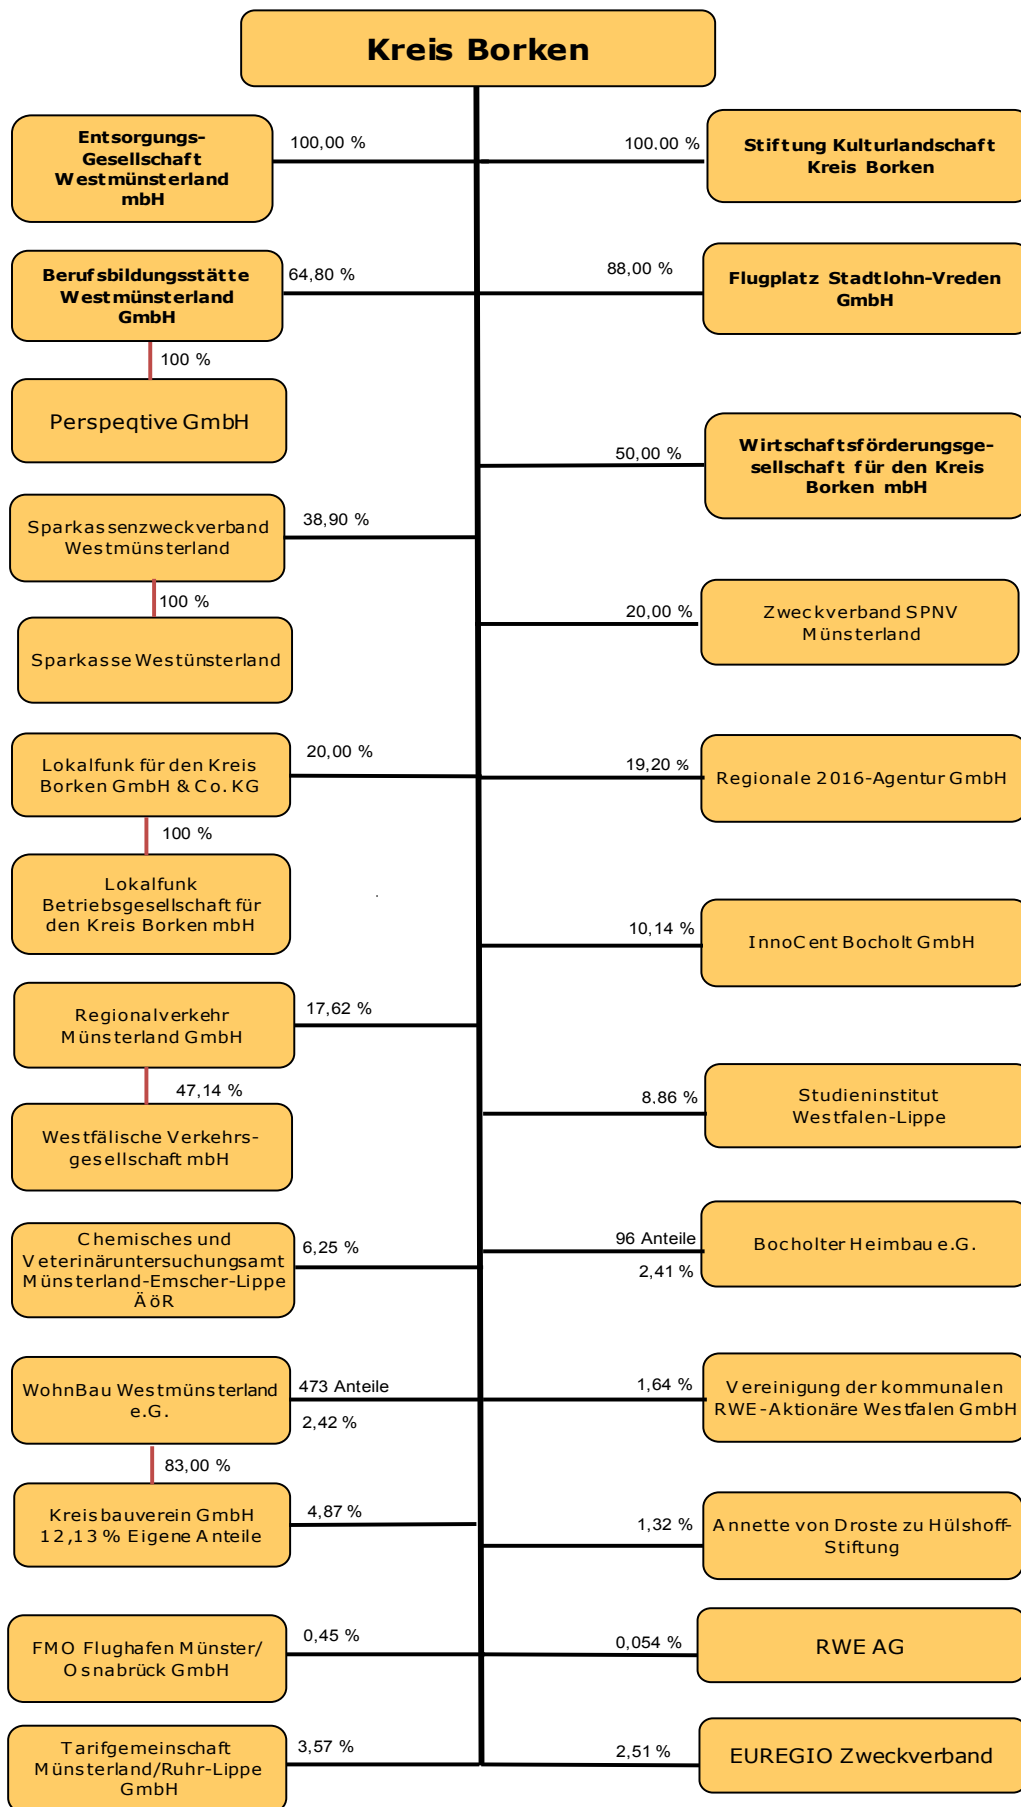 Kreis Borken
Entsorgungs-
Gesellschaft
Westmünsterland
mbH
100,00 %
100,00 %
Stiftung Kulturlandschaft
Kreis Borken
Berufsbildungsstätte
Westmünsterland
GmbH
64,80 %
88,00 %
Flugplatz Stadtlohn-Vreden
GmbH
100 %
Perspeqtive GmbH
50,00 %
Wirtschaftsförderungsge-
sellschaft für den Kreis
Borken mbH
Sparkassenzweckverband
Westmünsterland
38,90 %
100 %
Sparkasse Westünsterland
20,00 %
Zweckverband SPNV
Münsterland
Lokalfunk für den Kreis
Borken GmbH & Co. KG
20,00 %
19,20 %
Regionale 2016-Agentur GmbH
100 %
Lokalfunk
Betriebsgesellschaft für
den Kreis Borken mbH
10,14 %
InnoCent Bocholt GmbH
Regionalverkehr
Münsterland GmbH
17,62 %
47,14 %
Westfälische Verkehrs-
gesellschaft mbH
8,86 %
Studieninstitut
Westfalen-Lippe
Chemisches und
Veterinäruntersuchungsamt
Münsterland-Emscher-Lippe
ÄöR
6,25 %
96 Anteile
2,41 %
Bocholter Heimbau e.G.
WohnBau Westmünsterland
e.G.
473 Anteile
2,42 %
1,64 %
Vereinigung der kommunalen
RWE-Aktionäre Westfalen GmbH
83,00 %
Kreisbauverein GmbH
12,13 % Eigene Anteile
4,87 %
1,32 %
Annette von Droste zu Hülshoff-
Stiftung
FMO Flughafen Münster/
Osnabrück GmbH
0,45 %
0,054 %
RWE AG
Tarifgemeinschaft
Münsterland/Ruhr-Lippe
GmbH
3,57 %
2,51 %
EUREGIO Zweckverband